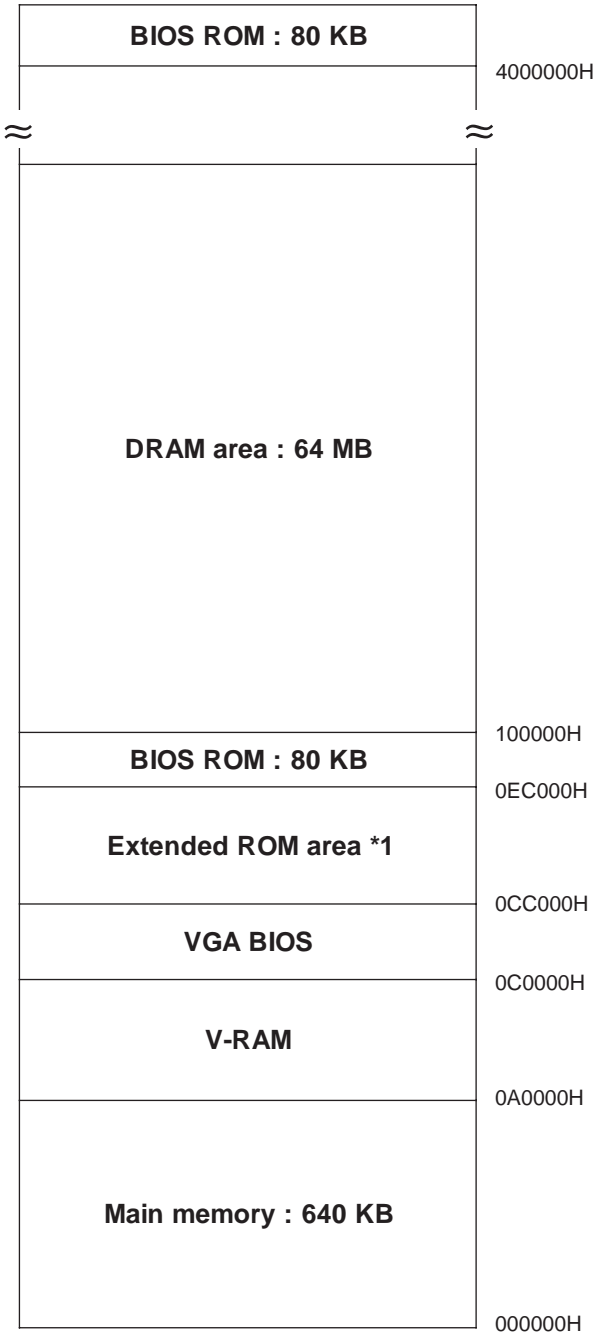 BIOS ROM : 80 KB
4000000H
≈ ≈
DRAM area : 64 MB
100000H
BIOS ROM : 80 KB
0EC000H
Extended ROM area *1
0CC000H
VGA BIOS
0C0000H
V-RAM
0A0000H
Main memory : 640 KB
000000H